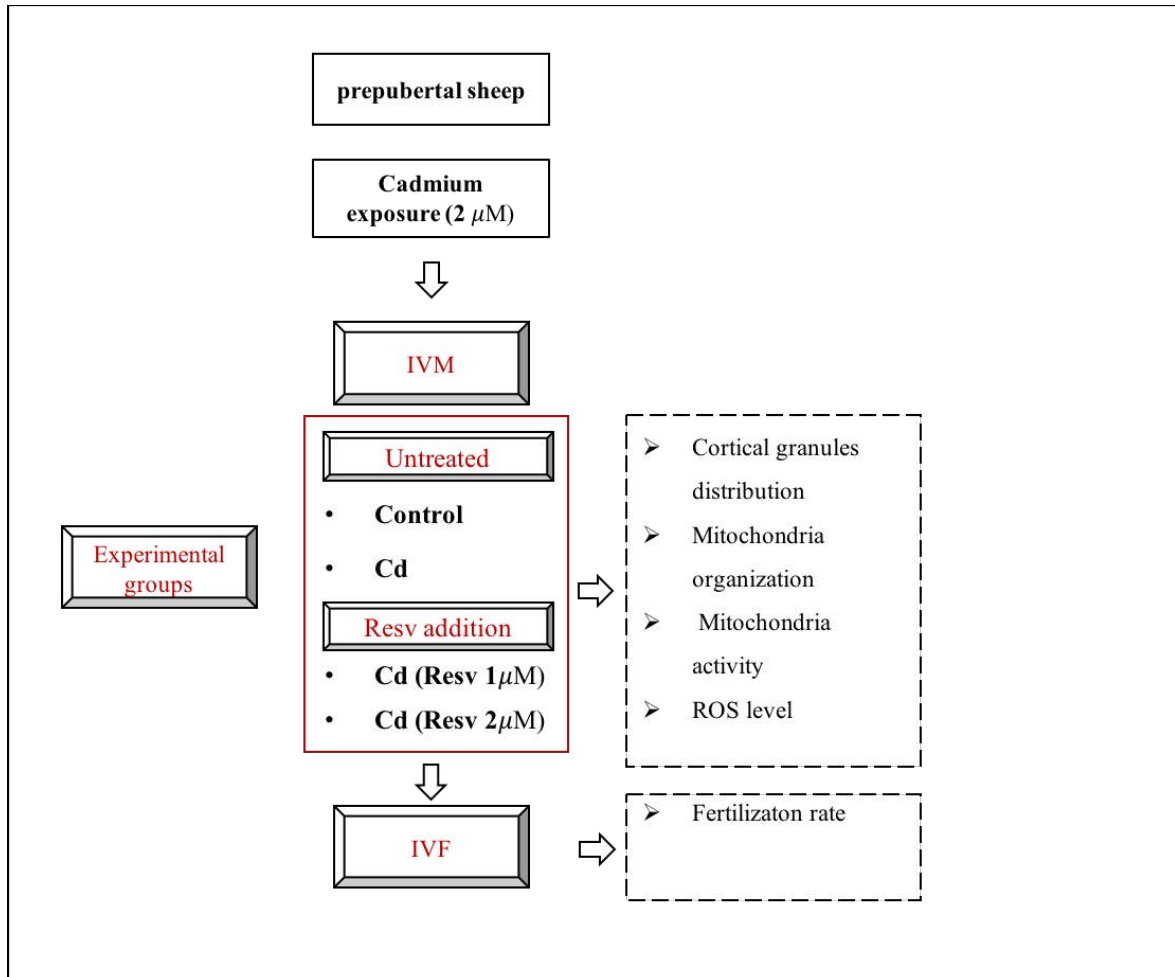 prepubertal sheep
Cadmium
exposure (2 μM)
IVM
Untreated
• Control
• Cd
Resv addition
• Cd (Resv 1μM)
• Cd (Resv 2μM)
Experimental
groups
➢ Cortical granules
distribution
➢ Mitochondria
organization
➢ Mitochondria
activity
➢ ROS level
IVF
➢ Fertilizaton rate